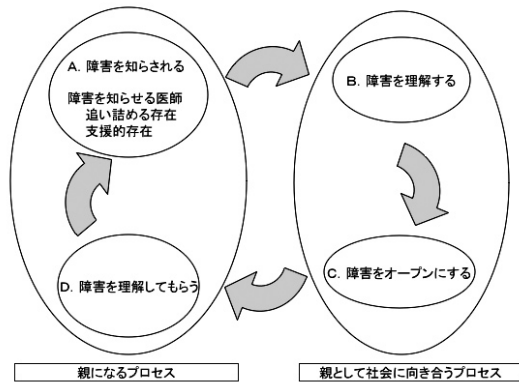 A. 障害を知らされる
障害を知らせる医師
追い詰める存在
支援的存在
B. 障害を理解する
C. 障害をオープンにする
D. 障害を理解してもらう
親になるプロセス
親として社会に向き合うプロセス